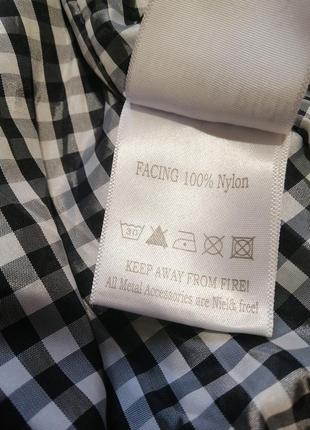 FACING 100% Nylon
30
KEEP AWAY FROM FIRE!
All Metal Accessories are Niel& free!